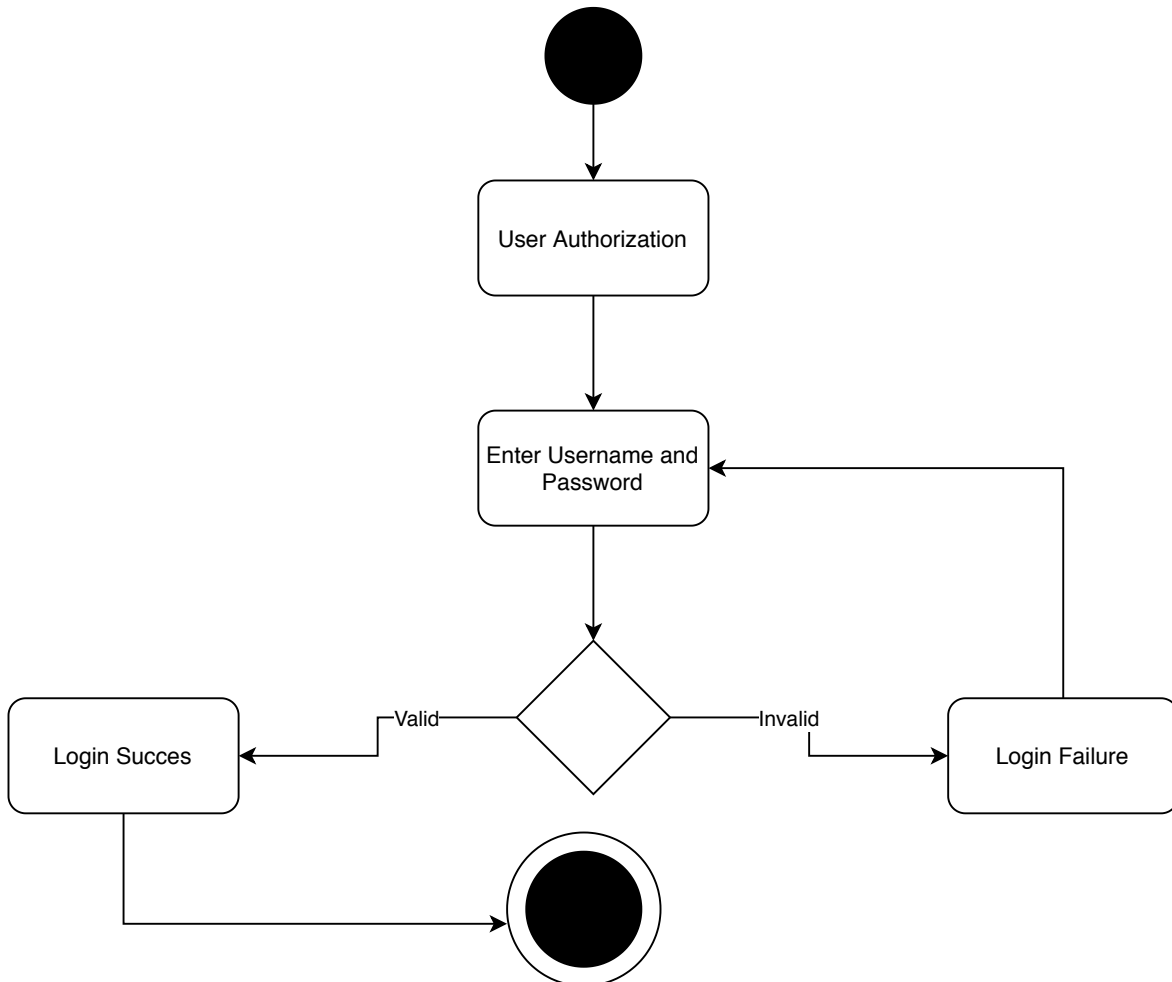 User Authorization
Enter Username and
Password
Valid
Invalid
Login Succes
Login Failure